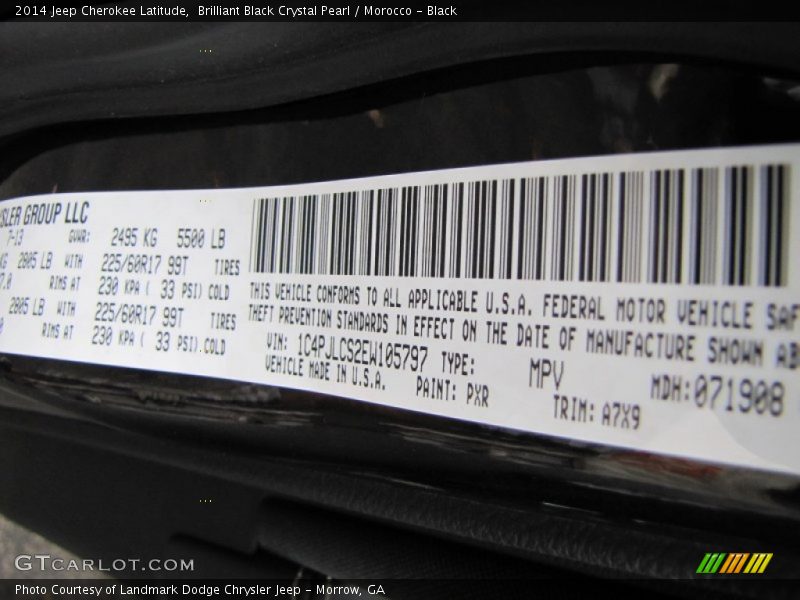 2014 Jeep Cherokee Latitude,  Brilliant Black Crystal Pearl / Morocco - Black
SLER GROUP LLC
7-13 GVWR: 2495 KG 5500 LB
KG 2805 LB WITH 225/60R17 99T TIRES
7.0 RIMS AT 230 KPA ( 33 PSI) COLD
2805 LB WITH 225/60R17 99T TIRES
0 RIMS AT 230 KPA ( 33 PSI).COLD
THIS VEHICLE CONFORMS TO ALL APPLICABLE U.S.A. FEDERAL MOTOR VEHICLE SAF
THEFT PREVENTION STANDARDS IN EFFECT ON THE DATE OF MANUFACTURE SHOWN AB
VIN: 1C4PJLCS2EW105797 TYPE: MPV MDH:071908
VEHICLE MADE IN U.S.A. PAINT: PXR TRIM: A7X9
GTCARLOT.COM
Photo Courtesy of Landmark Dodge Chrysler Jeep - Morrow, GA